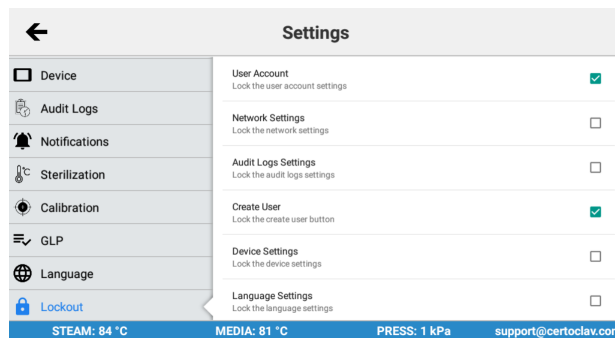 Settings
Device
Audit Logs
Notifications
°C
Sterilization
Calibration
GLP
Language
Lockout
User Account
Lock the user account settings
Network Settings
Lock the network settings
Audit Logs Settings
Lock the audit logs settings
Create User
Lock the create user button
Device Settings
Lock the device settings
Language Settings
Lock the language settings
STEAM: 84 °C MEDIA: 81 °C PRESS: 1 kPa support@certoclav.com